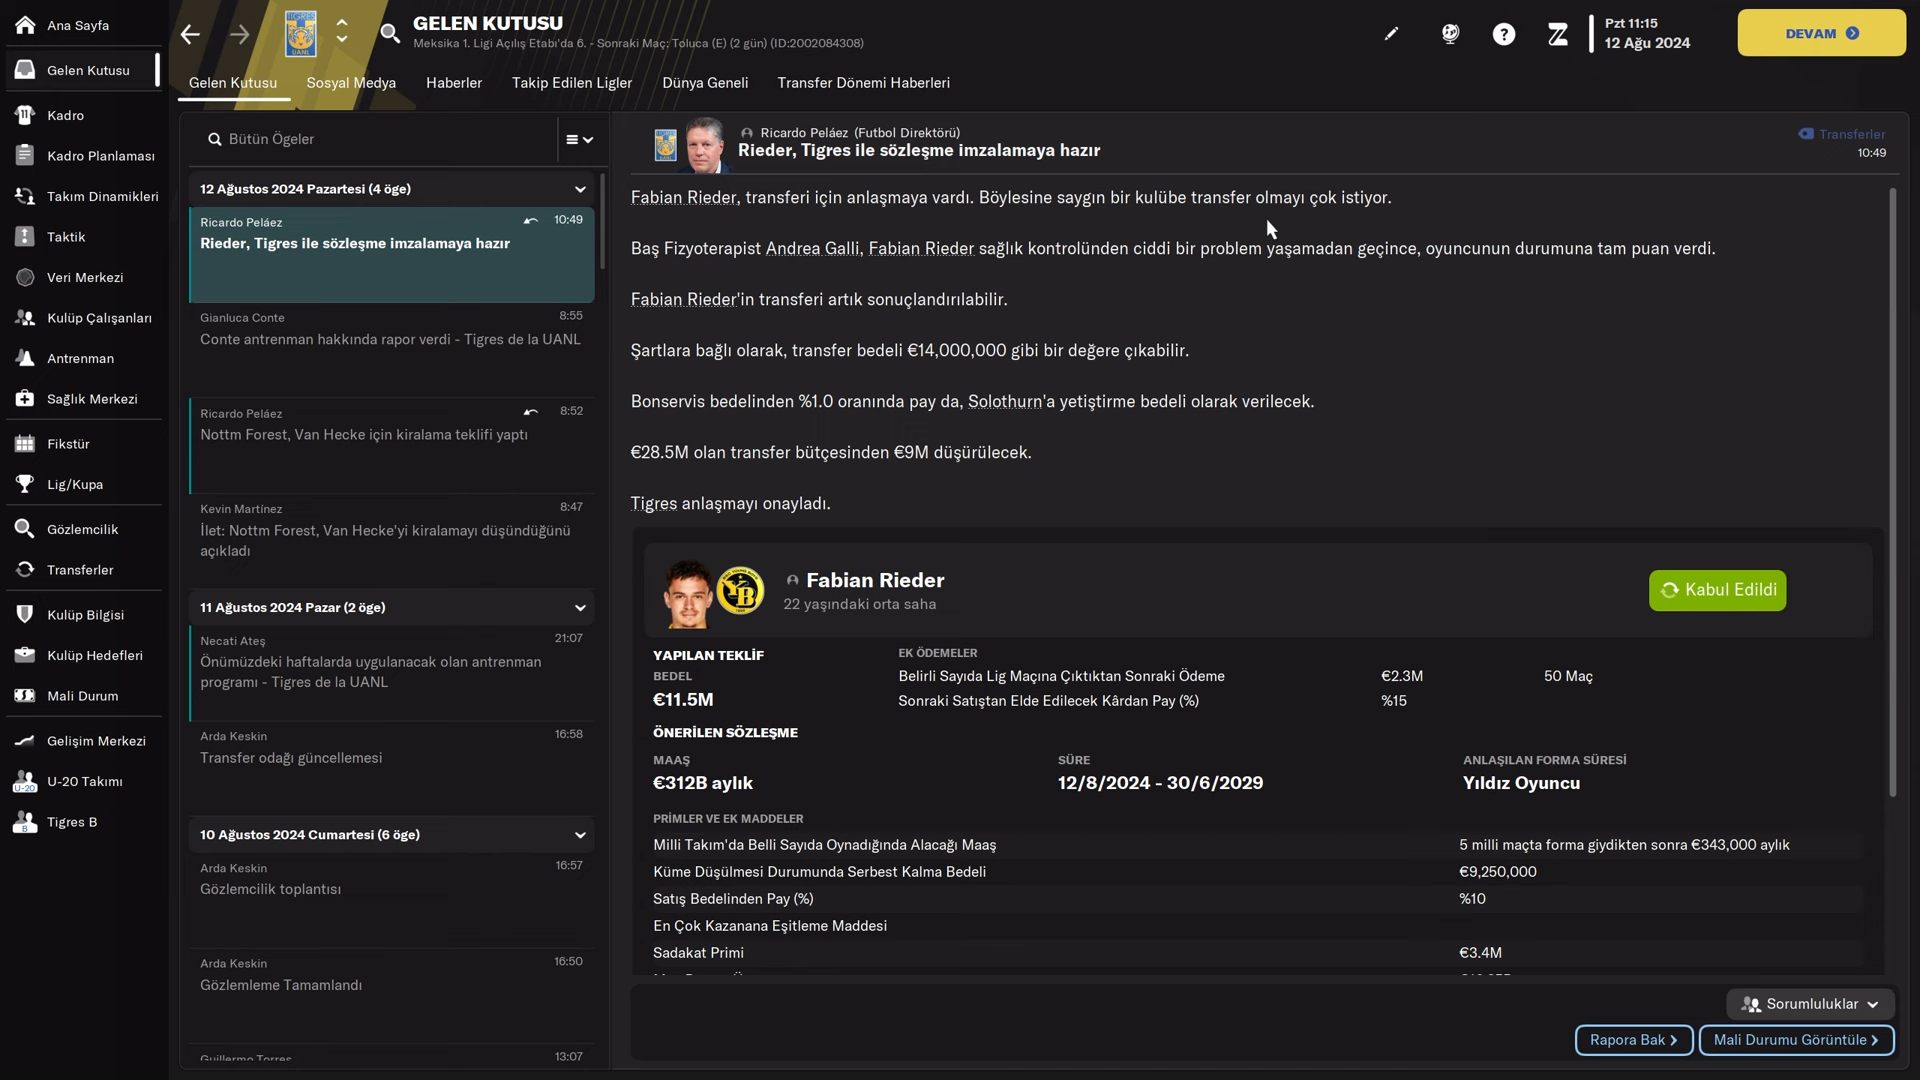 Ana Sayfa
Gelen Kutusu
Kadro
Kadro Planlaması
Takım Dinamikleri
Taktik
Veri Merkezi
Kulüp Çalışanları
Antrenman
Sağlık Merkezi
Fikstür
Lig/Kupa
Gözlemcilik
Transferler
Kulüp Bilgisi
Kulüp Hedefleri
Mali Durum
Gelişim Merkezi
U-20 Takımı
Tigres B
GELEN KUTUSU
Meksika 1. Ligi Açılış Etabı'da 6. - Sonraki Maç: Toluca (E) (2 gün) (ID:2002084308)
Pzt 11:15
12 Ağu 2024
DEVAM
Gelen Kutusu Sosyal Medya Haberler Takip Edilen Ligler Dünya Geneli Transfer Dönemi Haberleri
Bütün Ögeler
12 Ağustos 2024 Pazartesi (4 öge)
Ricardo Peláez 10:49
Rieder, Tigres ile sözleşme imzalamaya hazır
Gianluca Conte 8:55
Conte antrenman hakkında rapor verdi - Tigres de la UANL
Ricardo Peláez 8:52
Nottm Forest, Van Hecke için kiralama teklifi yaptı
Kevin Martínez 8:47
İlet: Nottm Forest, Van Hecke'yi kiralamayı düşündüğünü
açıkladı
11 Ağustos 2024 Pazar (2 öge)
Necati Ateş 21:07
Önümüzdeki haftalarda uygulanacak olan antrenman
programı - Tigres de la UANL
Arda Keskin 16:58
Transfer odağı güncellemesi
10 Ağustos 2024 Cumartesi (6 öge)
Arda Keskin 16:57
Gözlemcilik toplantısı
Arda Keskin 16:50
Gözlemleme Tamamlandı
Guillermo Torres 13:07
Ricardo Peláez (Futbol Direktörü)
Rieder, Tigres ile sözleşme imzalamaya hazır
Transferler
10:49
Fabian Rieder, transferi için anlaşmaya vardı. Böylesine saygın bir kulübe transfer olmayı çok istiyor.
Baş Fizyoterapist Andrea Galli, Fabian Rieder sağlık kontrolünden ciddi bir problem yaşamadan geçince, oyuncunun durumuna tam puan verdi.
Fabian Rieder'in transferi artık sonuçlandırılabilir.
Şartlara bağlı olarak, transfer bedeli €14,000,000 gibi bir değere çıkabilir.
Bonservis bedelinden %1.0 oranında pay da, Solothurn'a yetiştirme bedeli olarak verilecek.
€28.5M olan transfer bütçesinden €9M düşürülecek.
Tigres anlaşmayı onayladı.
Fabian Rieder
22 yaşındaki orta saha
Kabul Edildi
YAPILAN TEKLİF
BEDEL
€11.5M
EK ÖDEMELER
Belirli Sayıda Lig Maçına Çıktıktan Sonraki Ödeme €2.3M 50 Maç
Sonraki Satıştan Elde Edilecek Kârdan Pay (%) %15
ÖNERİLEN SÖZLEŞME
MAAŞ SÜRE ANLAŞILAN FORMA SÜRESİ
€312B aylık 12/8/2024 - 30/6/2029 Yıldız Oyuncu
PRİMLER VE EK MADDELER
Milli Takım'da Belli Sayıda Oynadığında Alacağı Maaş 5 milli maçta forma giydikten sonra €343,000 aylık
Küme Düşülmesi Durumunda Serbest Kalma Bedeli €9,250,000
Satış Bedelinden Pay (%) %10
En Çok Kazanana Eşitleme Maddesi
Sadakat Primi €3.4M
Sorumluluklar
Rapora Bak
Mali Durumu Görüntüle